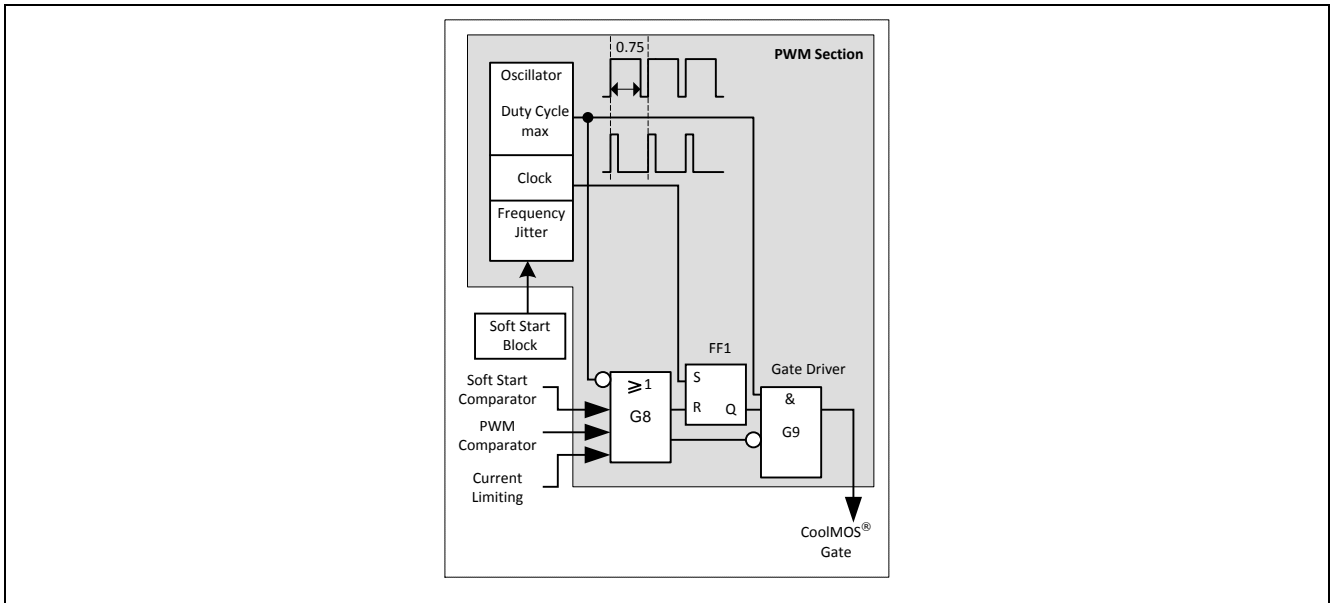 0.75
PWM Section
Oscillator
Duty Cycle
max
Clock
Frequency
Jitter
Soft Start
Block
FF1
Gate Driver
Soft Start
Comparator
PWM
Comparator
Current
Limiting
≥1
G8
S
R Q
&
G9
CoolMOS®
Gate